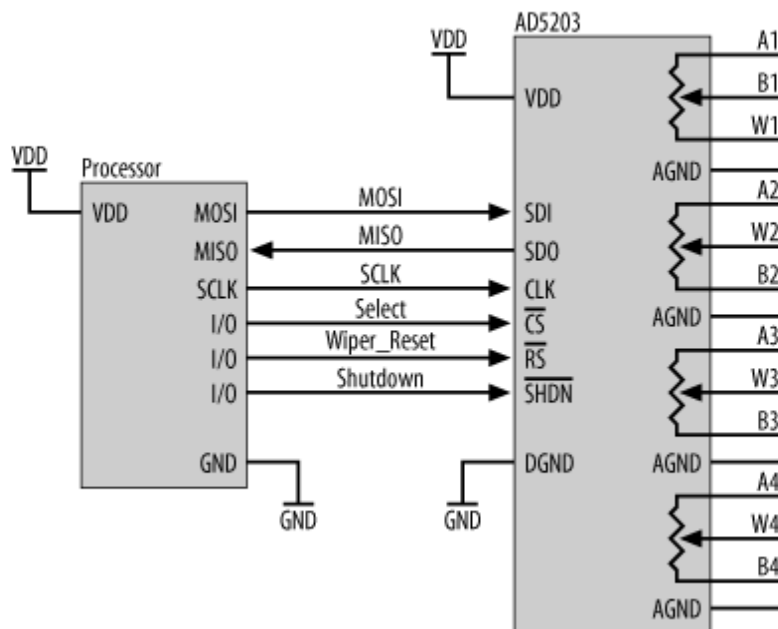 AD5203
VDD
A1
VDD
B1
W1
VDD
Processor
AGND
VDD
MOSI
MOSI
SDI
A2
MISO
MISO
SDO
W2
SCLK
SCLK
CLK
B2
I/O
Select
CS
AGND
I/O
Wiper_Reset
RS
A3
I/O
Shutdown
SHDN
W3
B3
GND
DGND
AGND
GND
GND
A4
W4
B4
AGND